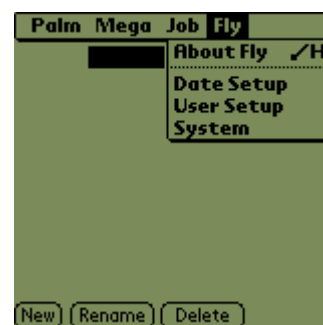 Palm Mega Job Fly
About Fly ✓H
Date Setup
User Setup
System
New Rename Delete